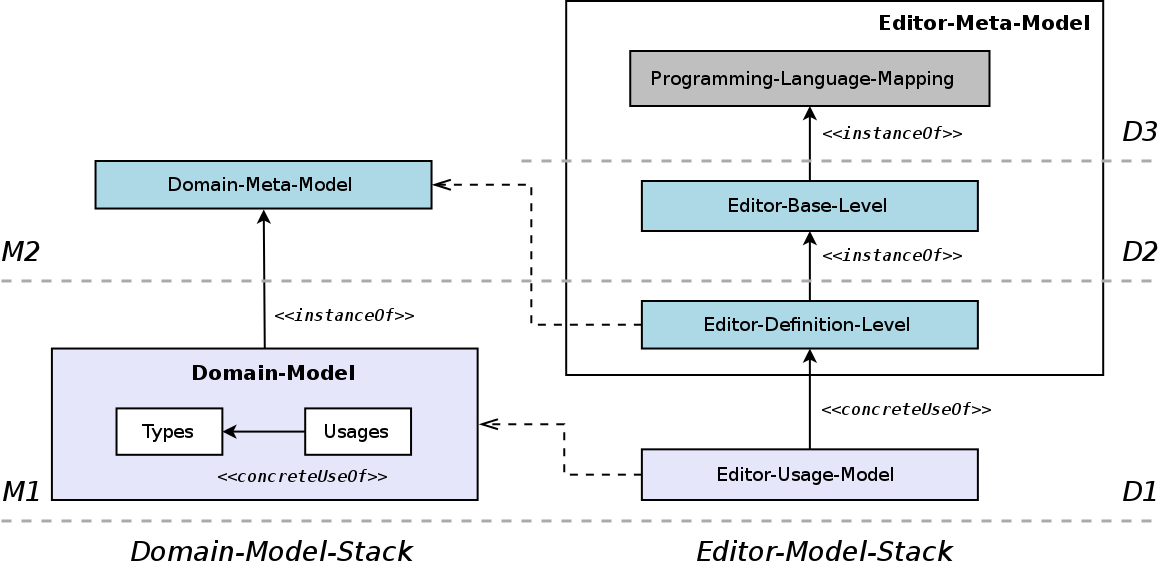 Editor-Meta-Model
Programming-Language-Mapping
<<instanceOf>>
D3
Domain-Meta-Model
Editor-Base-Level
M2
<<instanceOf>>
D2
<<instanceOf>>
Editor-Definition-Level
Domain-Model
Types
Usages
<<concreteUseOf>>
<<concreteUseOf>>
Editor-Usage-Model
M1
D1
Domain-Model-Stack
Editor-Model-Stack